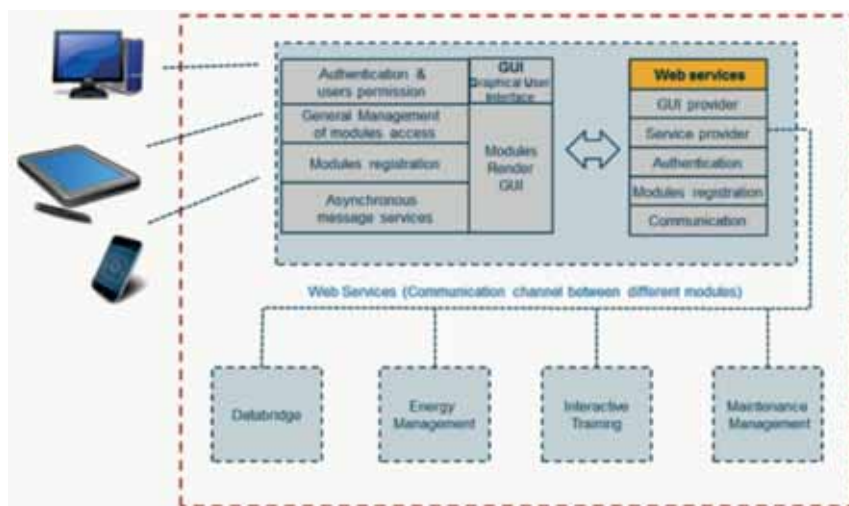 Authentication &
users permission
GUI
Graphical User
Interface
General Management
of modules access
Modules registration
Asynchronous
message services
Modules
Render
GUI
Web services
GUI provider
Service provider
Authentication
Modules registration
Communication
Web Services (Communication channel between different modules)
Databridge
Energy
Management
Interactive
Training
Maintenance
Management